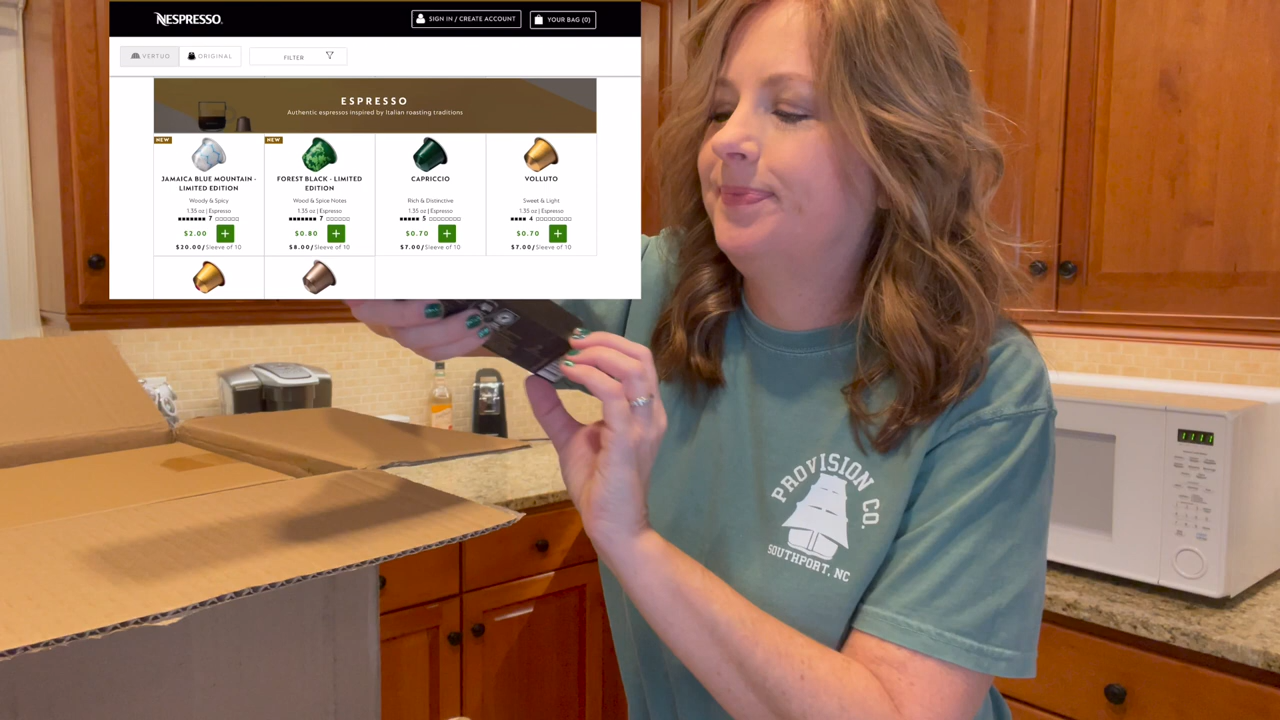 NESPRESSO.
SIGN IN / CREATE ACCOUNT
YOUR BAG (0)
VERTUO
ORIGINAL
FILTER
ESPRESSO
Authentic espressos inspired by Italian roasting traditions
NEW
JAMAICA BLUE MOUNTAIN -
LIMITED EDITION
Woody & Spicy
1.35 oz | Espresso
7
$2.00 +
$20.00/Sleeve of 10
NEW
FOREST BLACK - LIMITED
EDITION
Wood & Spice Notes
1.35 oz | Espresso
7
$0.80 +
$8.00/Sleeve of 10
CAPRICCIO
Rich & Distinctive
1.35 oz | Espresso
5
$0.70 +
$7.00/Sleeve of 10
VOLLUTO
Sweet & Light
1.35 oz | Espresso
4
$0.70 +
$7.00/Sleeve of 10
PROVISION CO.
SOUTHPORT, NC
1111